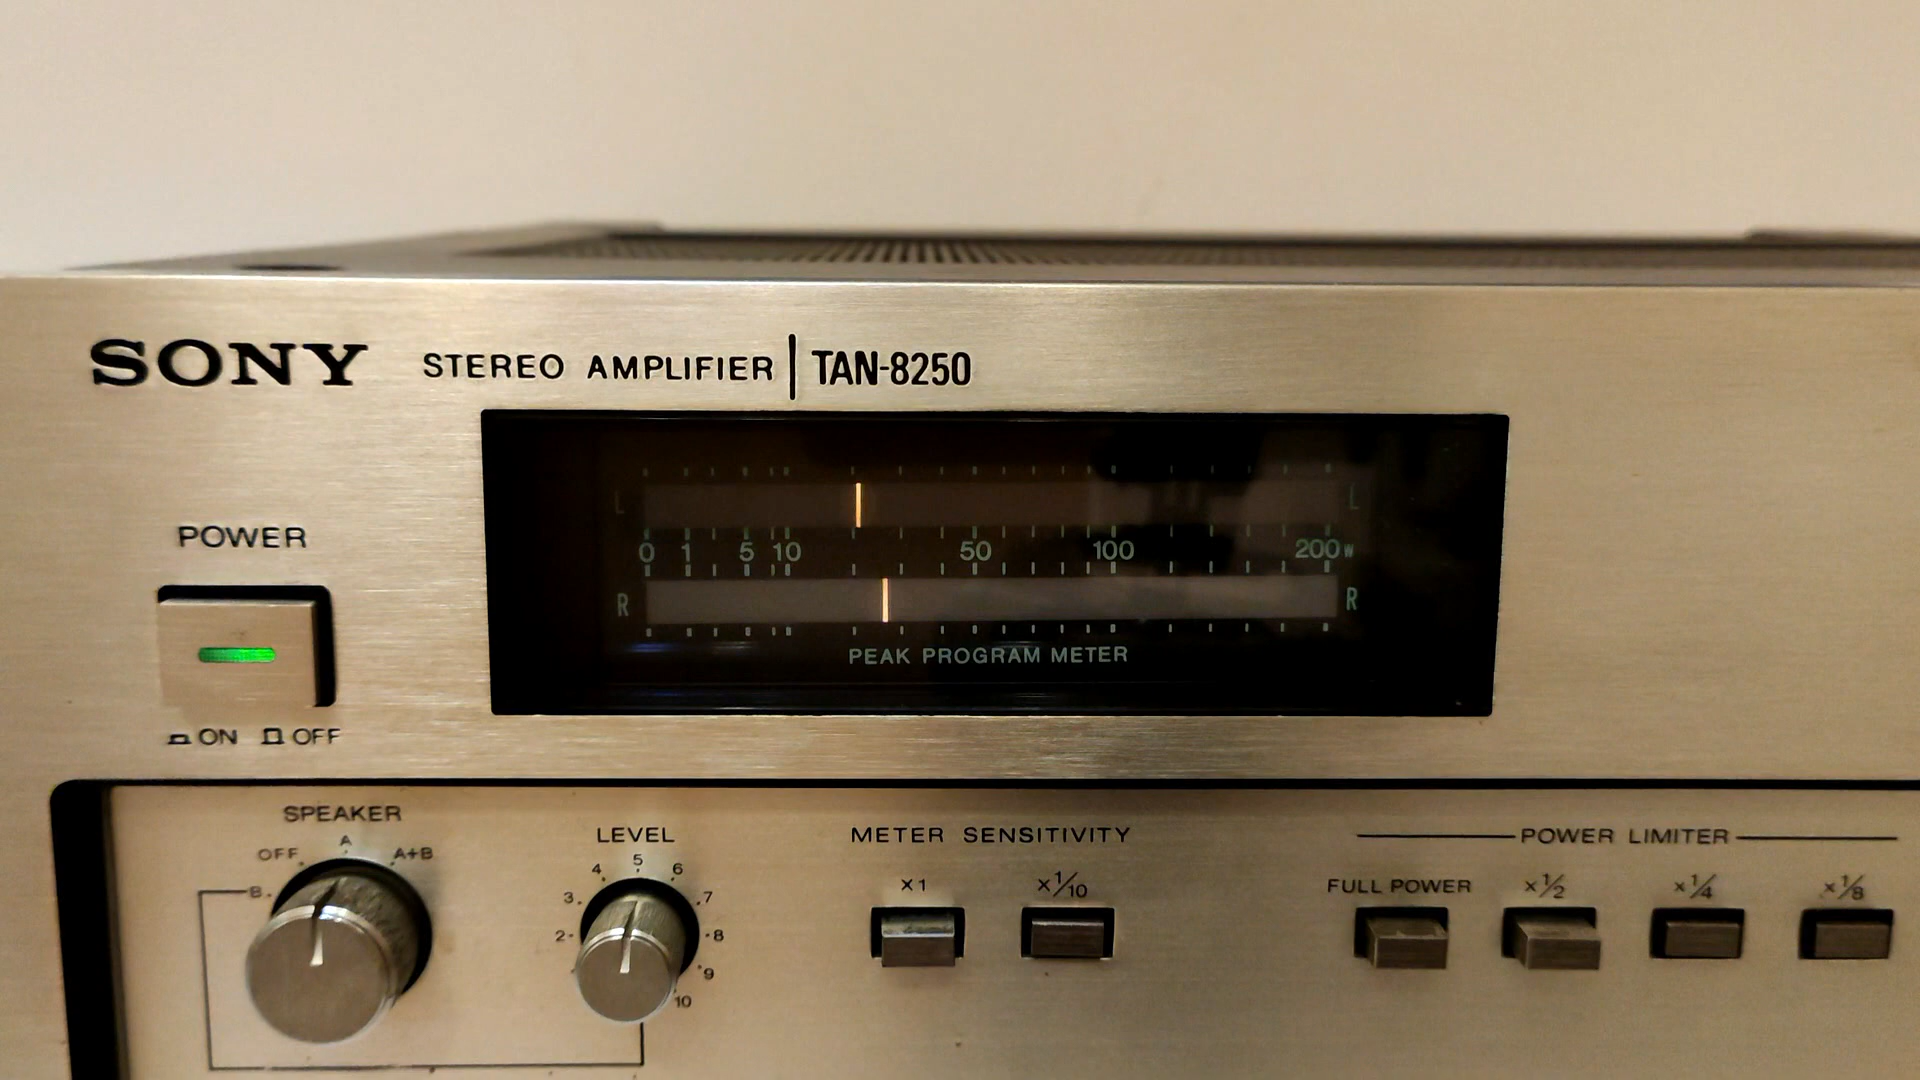 SONY STEREO AMPLIFIER | TAN-8250
POWER
ON OFF
L L
0 1 5 10 50 100 200 W
R R
PEAK PROGRAM METER
SPEAKER
B OFF A A+B
LEVEL
2 3 4 5 6 7 8 9 10
METER SENSITIVITY
×1 ×1/10
POWER LIMITER
FULL POWER ×1/2 ×1/4 ×1/8